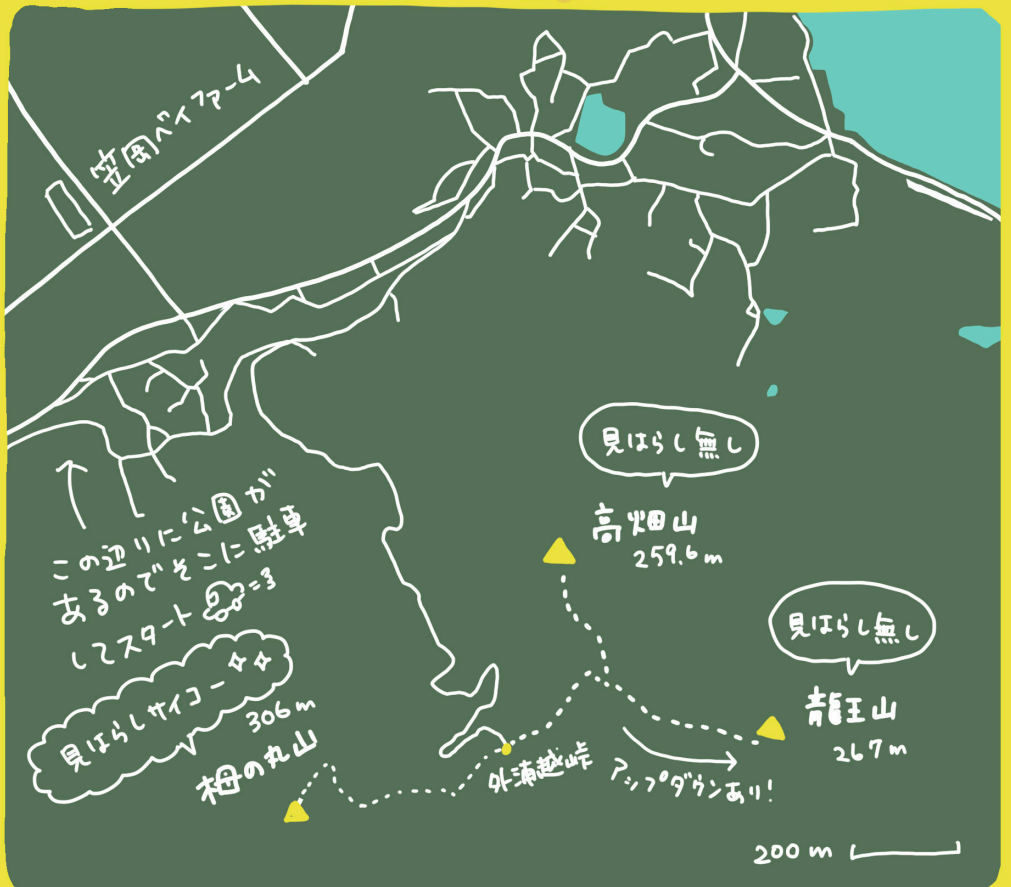 笠岡ベイファーム
見はらし無し
高畑山
259.6m
見はらし無し
青龍王山
267m
この辺りに公園が
あるのでそこに駐車
してスタート
見はらしサイコー
306m
栂の丸山
外浦越峠
アップダウンあり!
200m